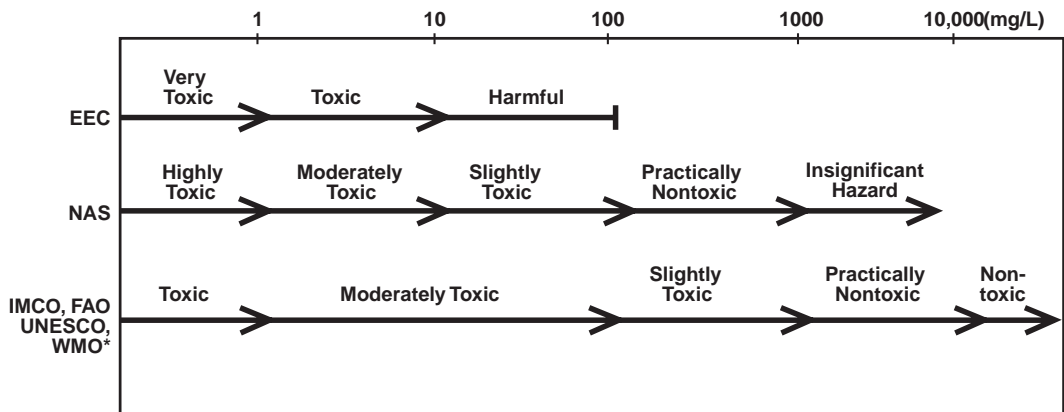 1 10 100 1000 10,000(mg/L)
Very
Toxic Toxic Harmful
EEC
Highly Moderately Slightly Practically Insignificant
Toxic Toxic Toxic Nontoxic Hazard
NAS
Toxic Moderately Toxic Slightly Practically Non-
Toxic Nontoxic toxic
IMCO, FAO
UNESCO,
WMO*